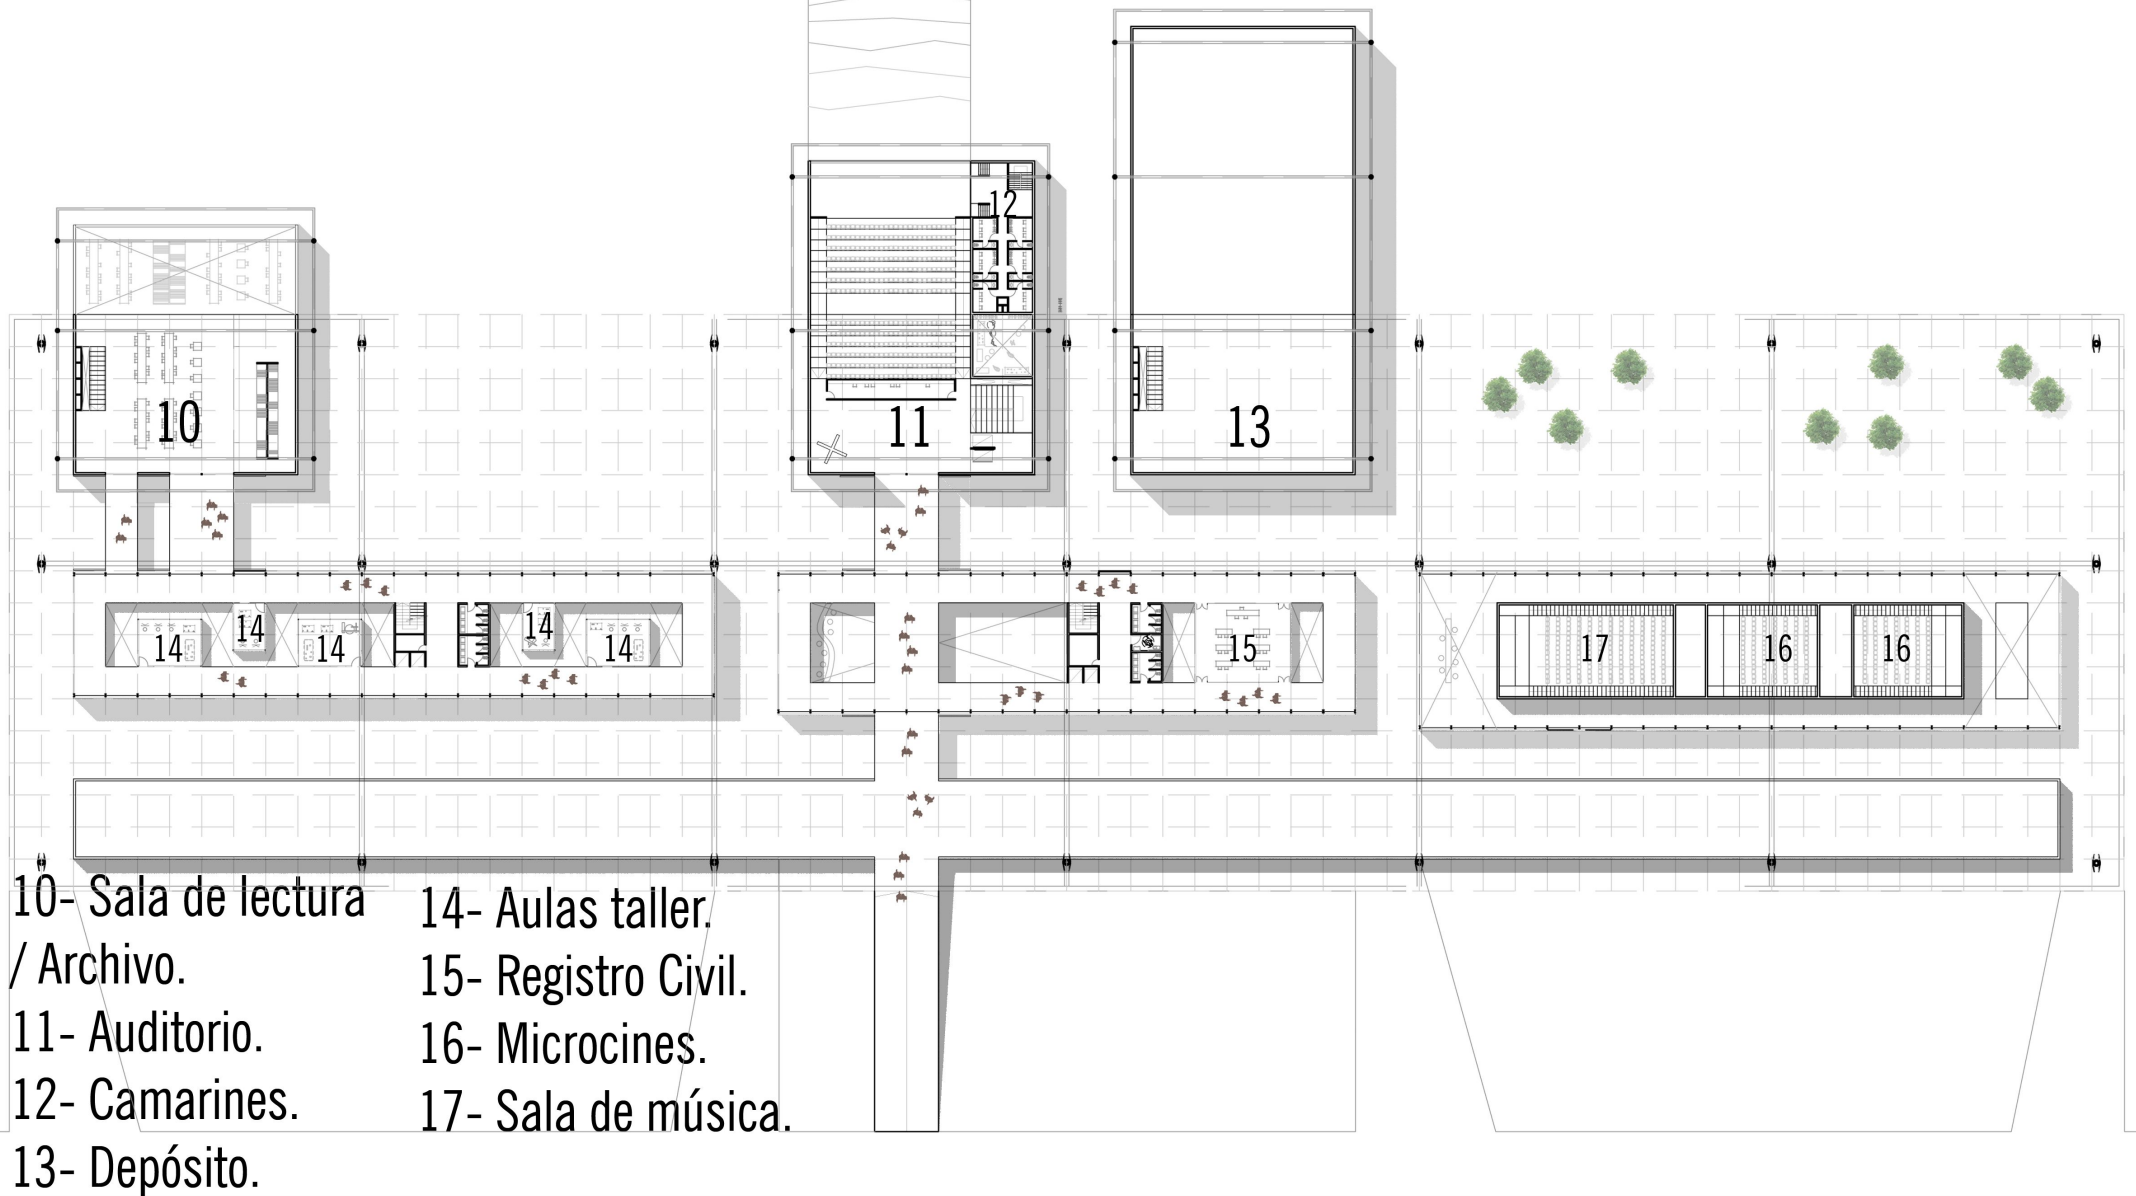 12
10
11
13
14
14
14
14
14
15
17
16
16
10- Sala de lectura
/ Archivo.
11- Auditorio.
12- Camarines.
13- Depósito.
14- Aulas taller.
15- Registro Civil.
16- Microcines.
17- Sala de música.